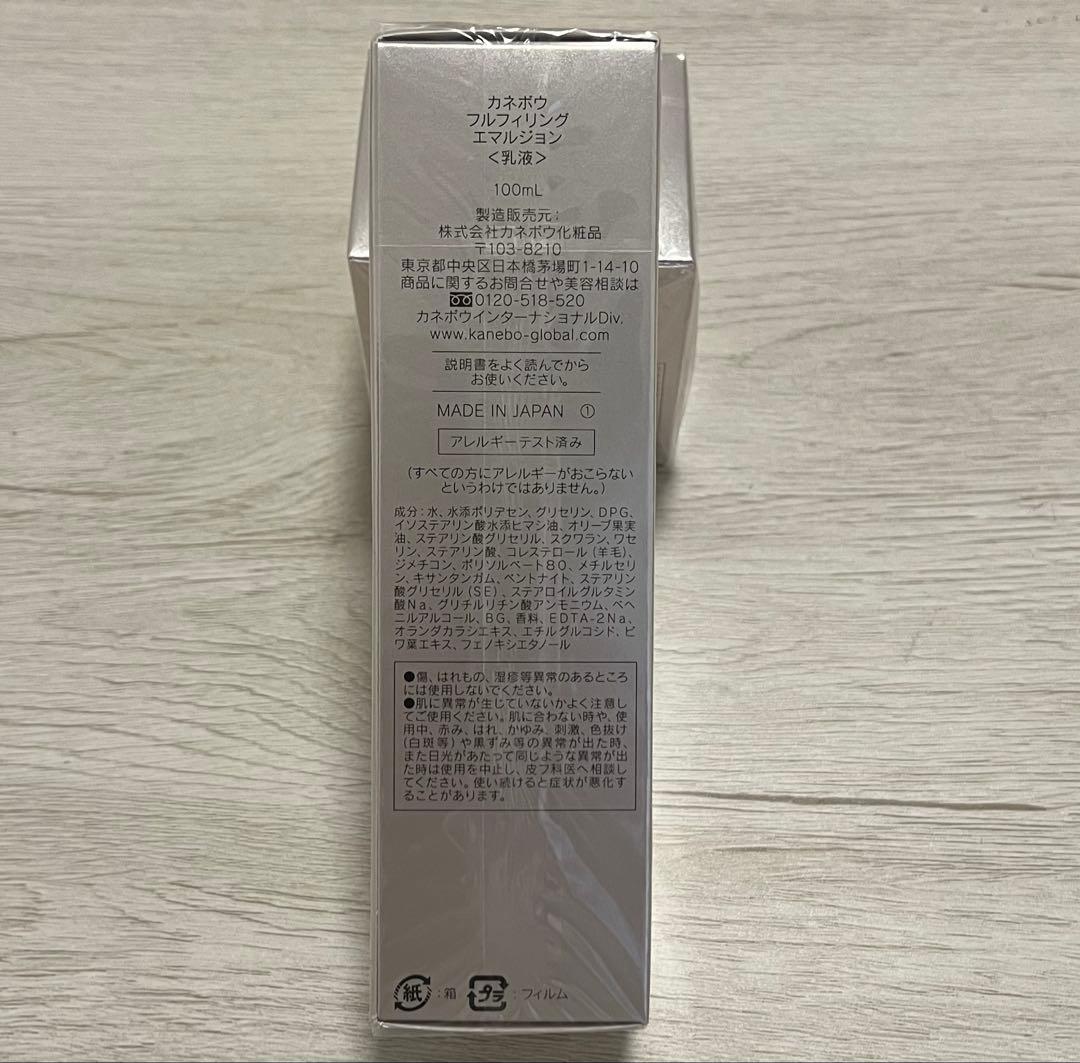 カネボウ
フルフィリング
エマルジョン
<乳液>
100mL
製造販売元:
株式会社カネボウ化粧品
〒103-8210
東京都中央区日本橋茅場町1-14-10
商品に関するお問合せや美容相談は
0120-518-520
カネボウインターナショナルDiv.
www.kanebo-global.com
説明書をよく読んでから
お使いください。
MADE IN JAPAN ①
アレルギーテスト済み
(すべての方にアレルギーがおこらない
というわけではありません。)
成分:水、水添ポリデセン、グリセリン、DPG、
イソステアリン酸水添ヒマシ油、オリーブ果実
油、ステアリン酸グリセリル、スクワラン、ワセ
リン、ステアリン酸、コレステロール(羊毛)、
ジメチコン、ポリソルベート80、メチルセリ
ン、キサンタンガム、ベントナイト、ステアリン
酸グリセリル(SE)、ステアロイルグルタミン
酸Na、グリチルリチン酸アンモニウム、ベヘ
ニルアルコール、BG、香料、EDTA-2Na、
オランダカラシエキス、エチルグルコシド、ビ
ワ葉エキス、フェノキシエタノール
●傷、はれもの、湿疹等異常のあるところ
には使用しないでください。
●肌に異常が生じていないかよく注意し
てご使用ください。肌に合わない時や、使
用中、赤み、はれ、かゆみ、刺激、色抜け
(白斑等)や黒ずみ等の異常が出た時、
また日光があたって同じような異常が出
た時は使用を中止し、皮フ科医へ相談し
てください。使い続けると症状が悪化す
ることがあります。
紙:箱 プラ:フィルム